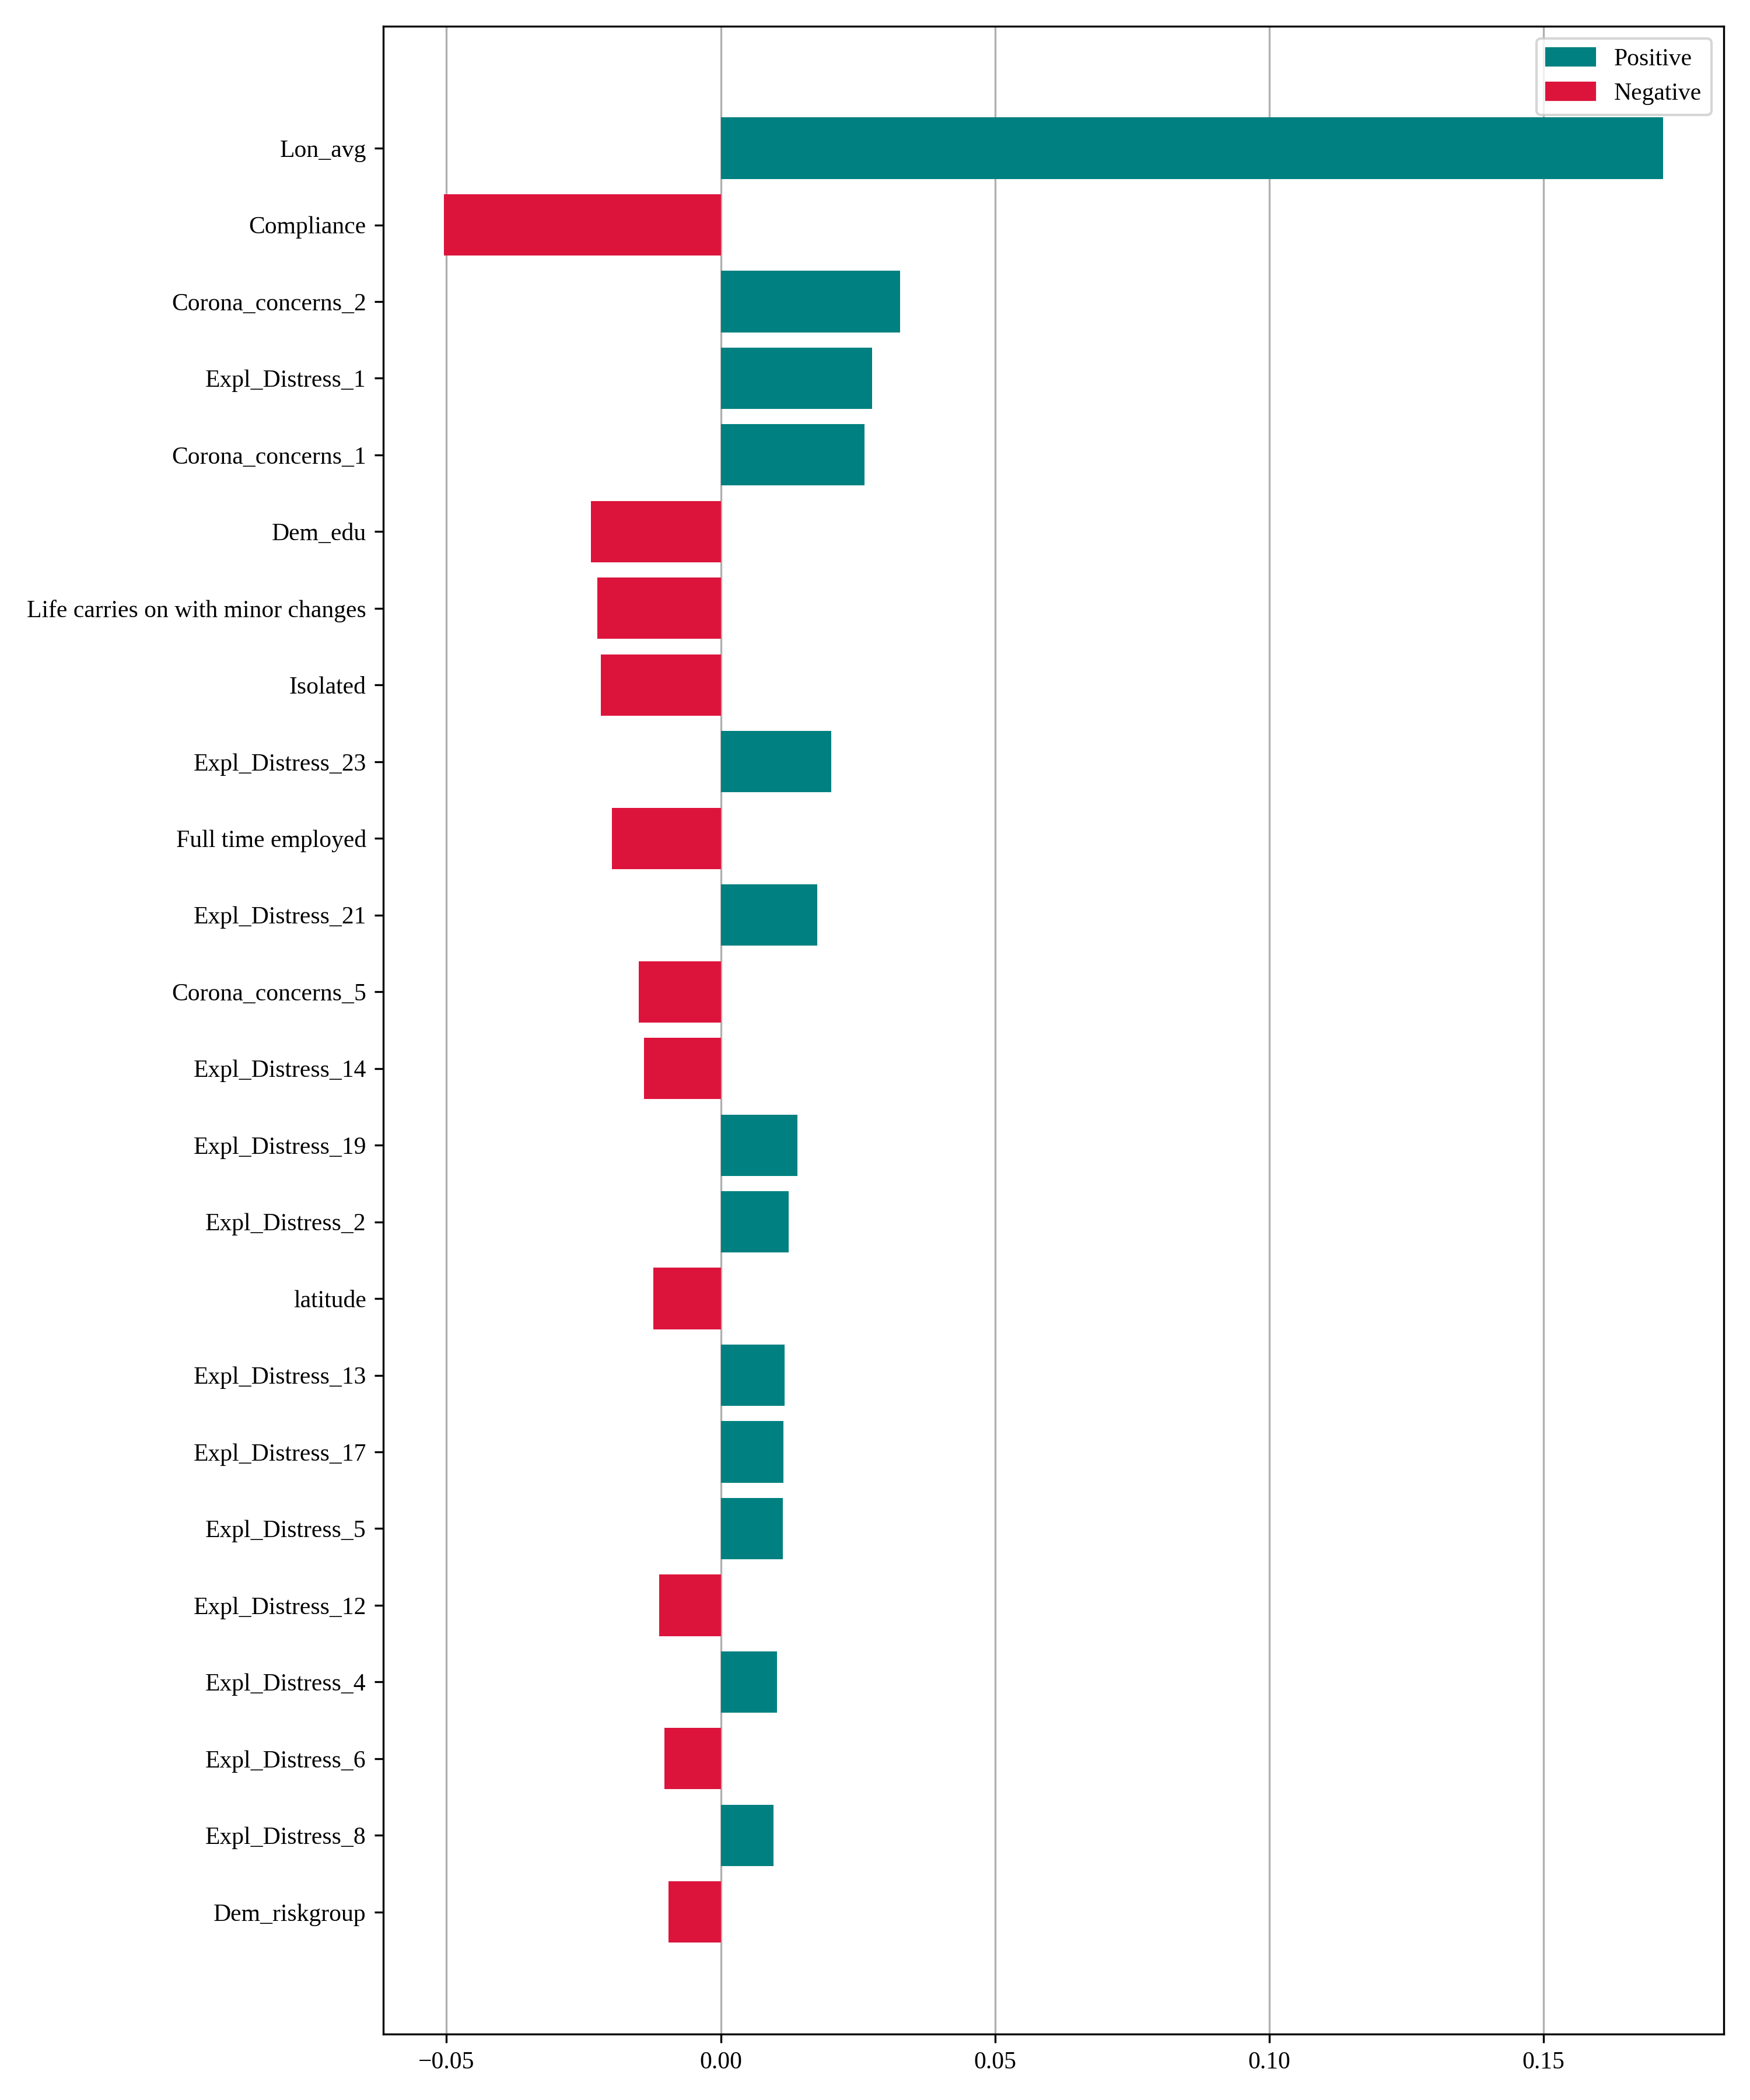 Positive
Negative
Lon_avg
Compliance
Corona_concerns_2
Expl_Distress_1
Corona_concerns_1
Dem_edu
Life carries on with minor changes
Isolated
Expl_Distress_23
Full time employed
Expl_Distress_21
Corona_concerns_5
Expl_Distress_14
Expl_Distress_19
Expl_Distress_2
latitude
Expl_Distress_13
Expl_Distress_17
Expl_Distress_5
Expl_Distress_12
Expl_Distress_4
Expl_Distress_6
Expl_Distress_8
Dem_riskgroup
−0.05 0.00 0.05 0.10 0.15